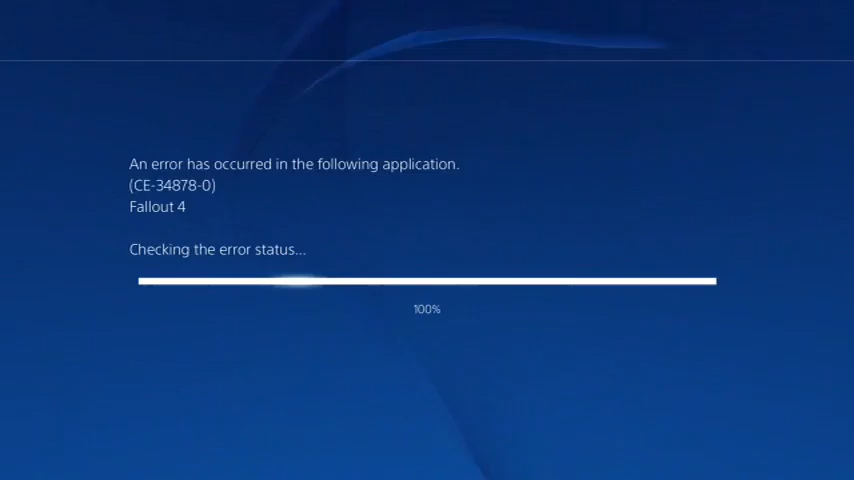 An error has occurred in the following application.
(CE-34878-0)
Fallout 4
Checking the error status...
100%